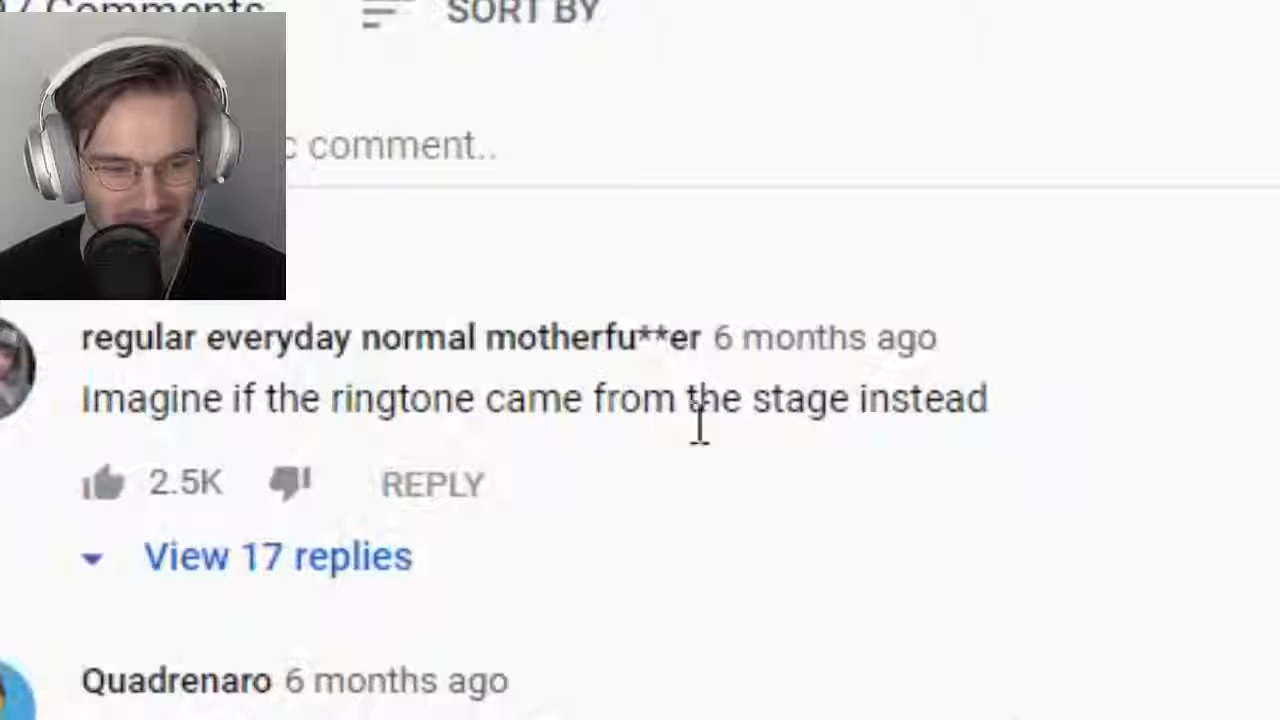 Comments
SORT BY
c comment..
regular everyday normal motherfu**er 6 months ago
Imagine if the ringtone came from the stage instead
2.5K REPLY
View 17 replies
Quadrenaro 6 months ago